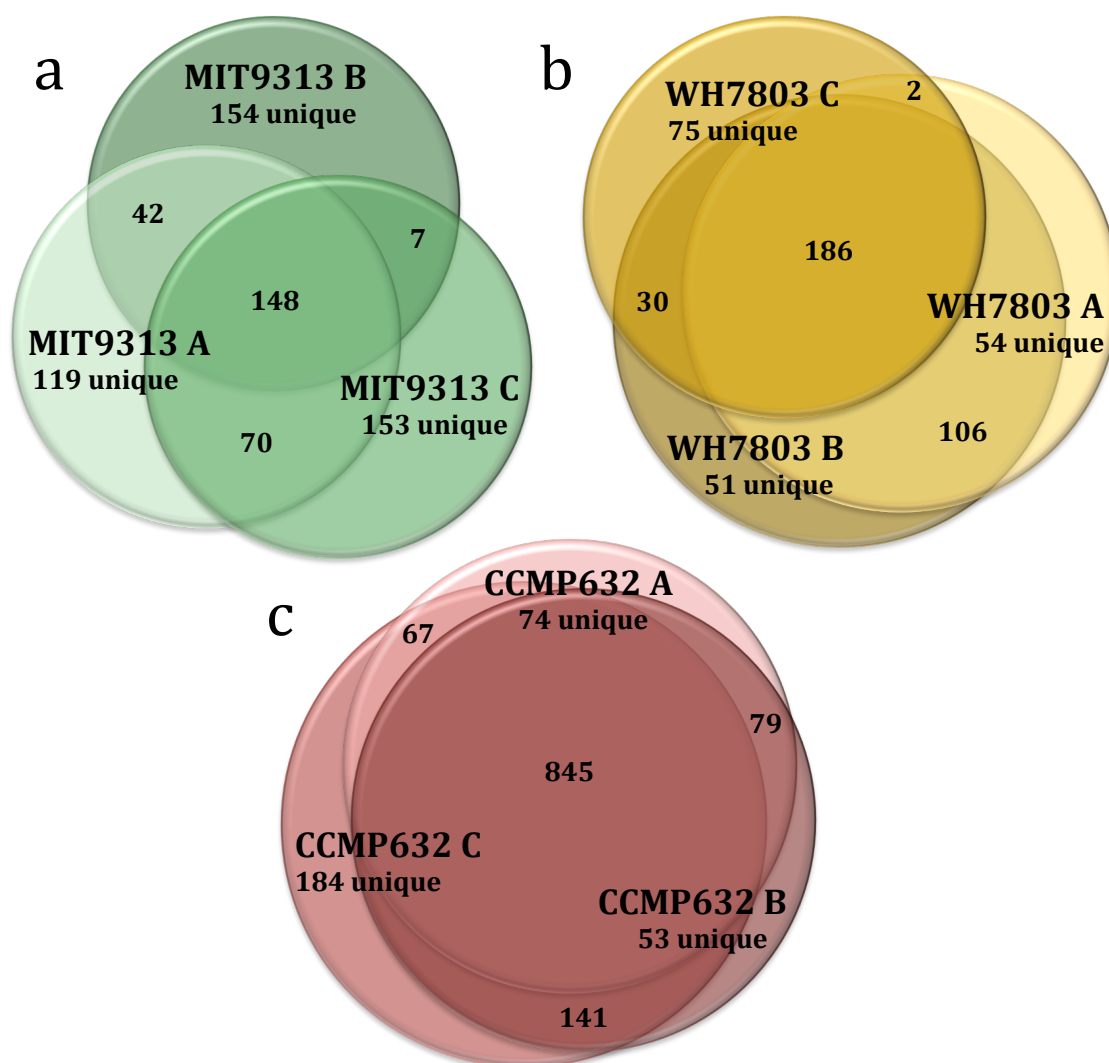 a
MIT9313 B
154 unique
42
7
148
MIT9313 A
119 unique
MIT9313 C
153 unique
70
b
WH7803 C
75 unique
2
186
30
WH7803 A
54 unique
WH7803 B
51 unique
106
c
CCMP632 A
74 unique
67
79
845
CCMP632 C
184 unique
CCMP632 B
53 unique
141